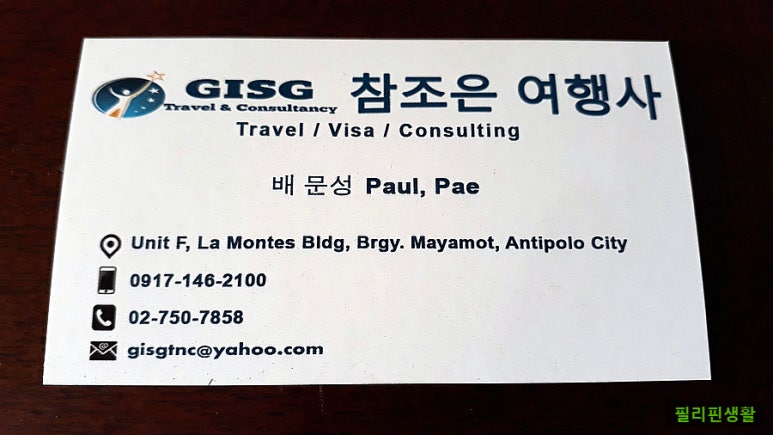 GISG 참조은 여행사
Travel & Consultancy
Travel / Visa / Consulting
배 문성 Paul, Pae
Unit F, La Montes Bldg, Brgy. Mayamot, Antipolo City
0917-146-2100
02-750-7858
gisgtnc@yahoo.com
필리핀생활